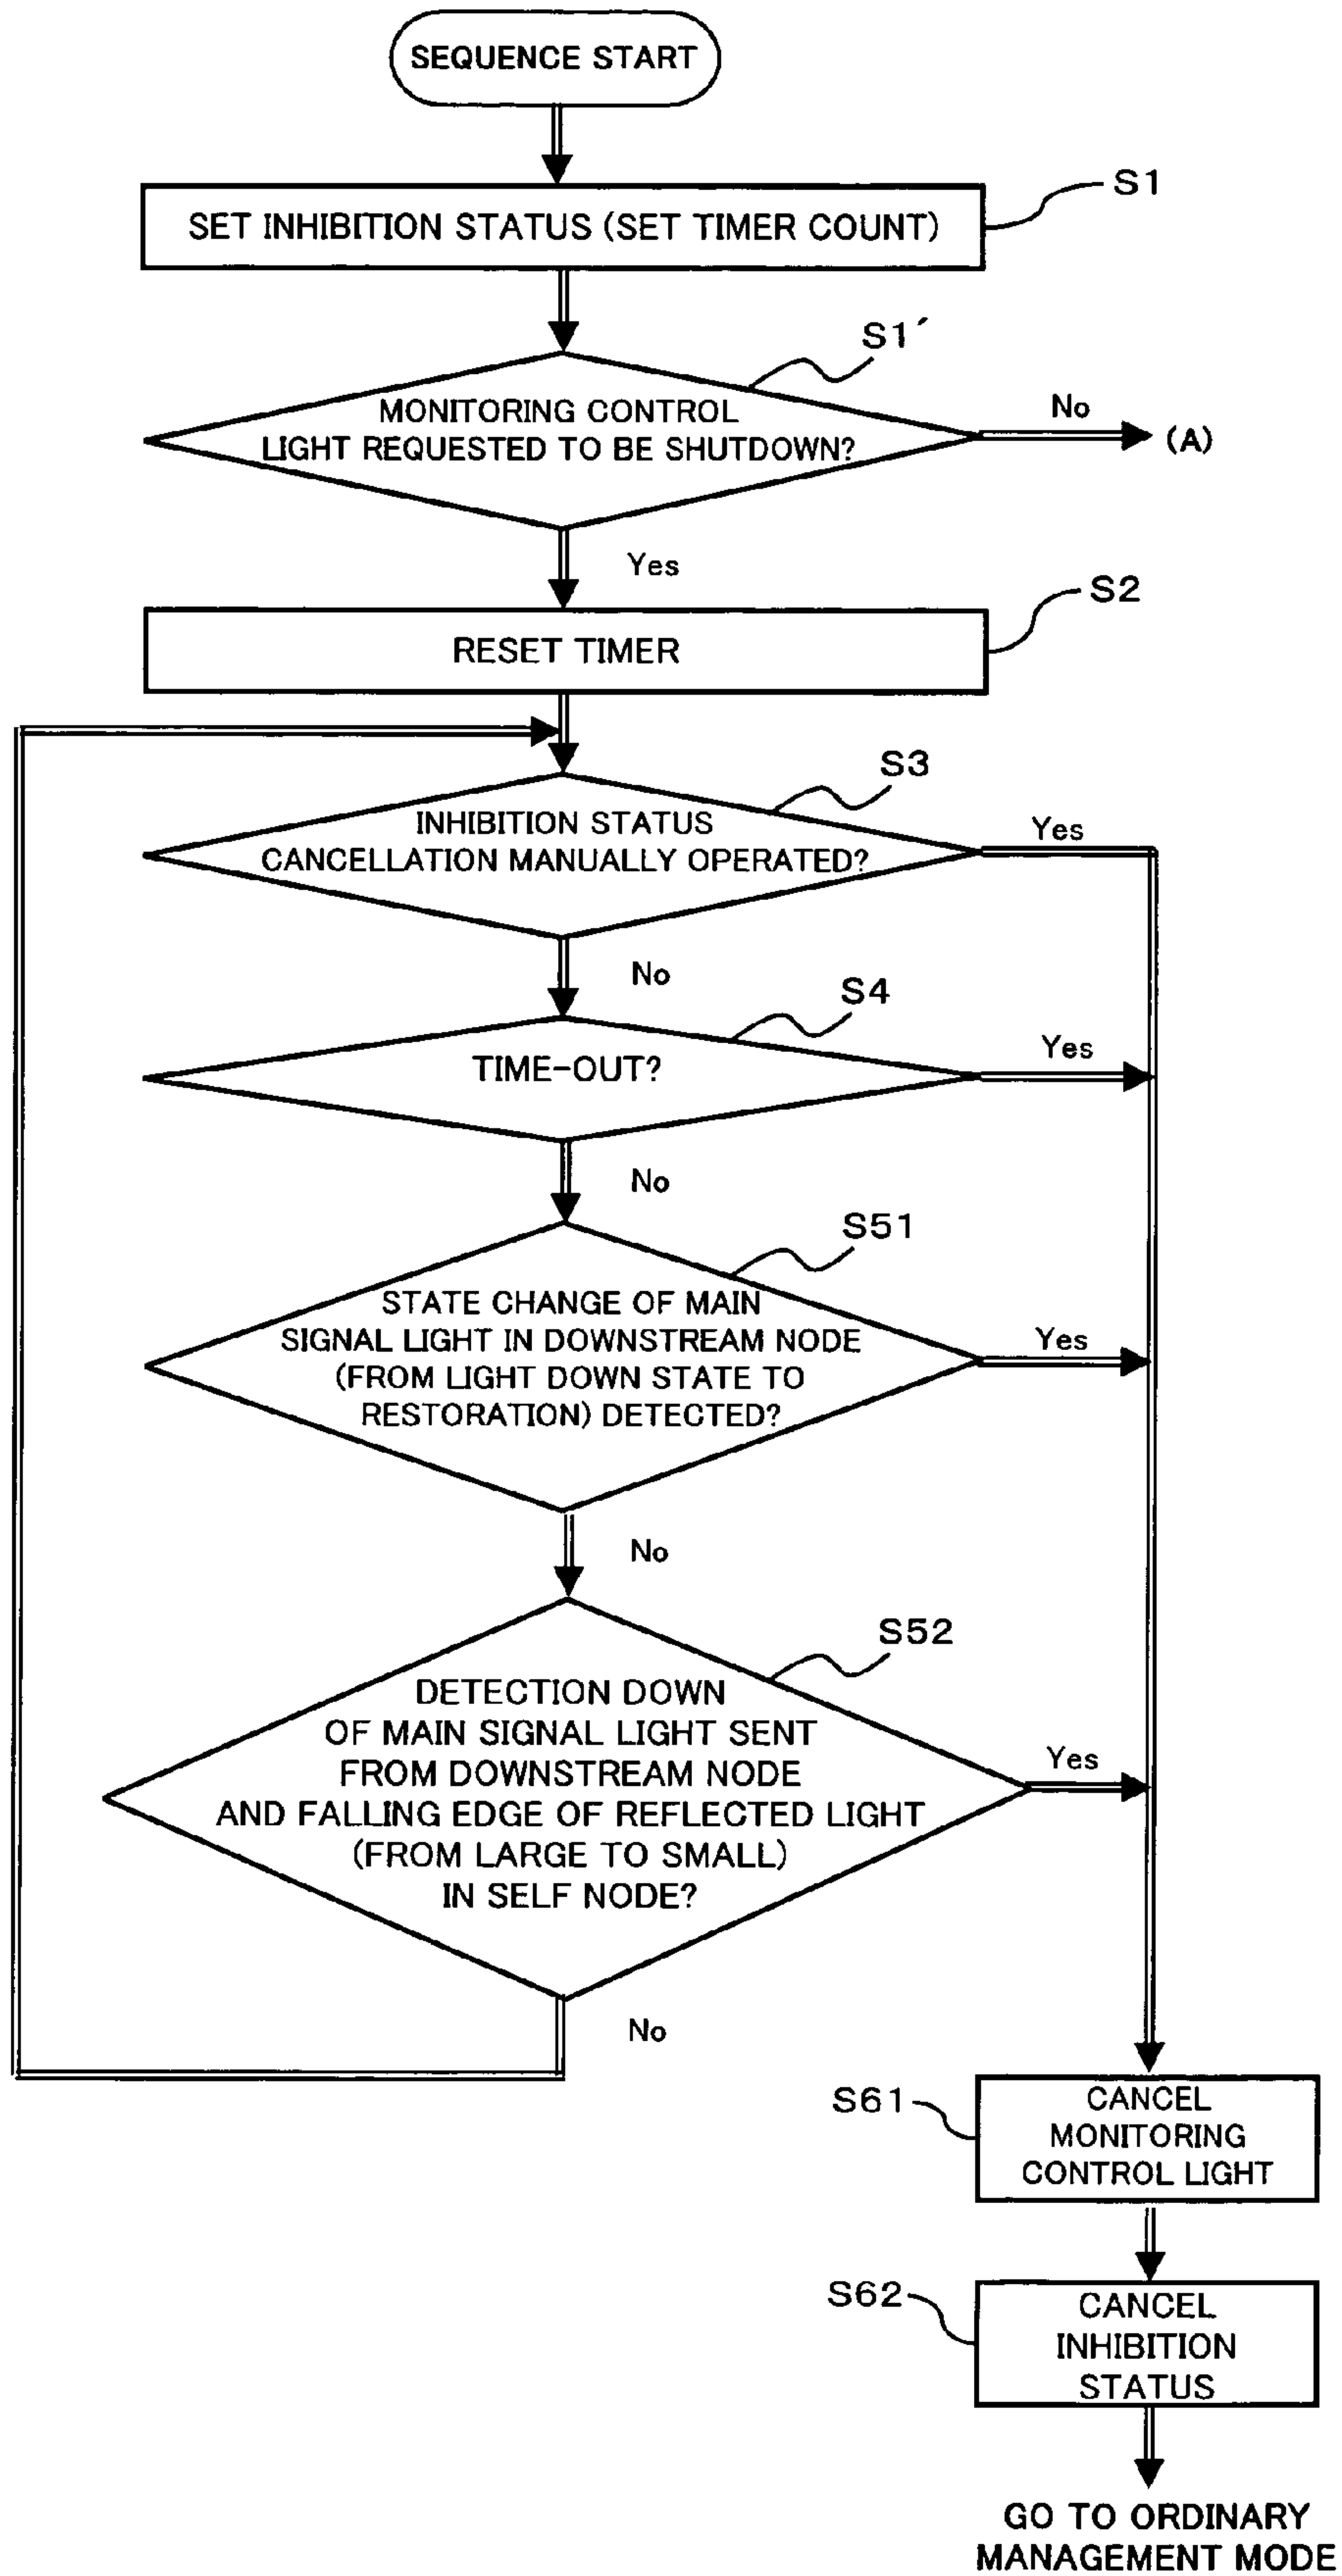 SEQUENCE START
S1
SET INHIBITION STATUS (SET TIMER COUNT)
S1´
MONITORING CONTROL
LIGHT REQUESTED TO BE SHUTDOWN?
No
(A)
Yes
S2
RESET TIMER
S3
INHIBITION STATUS
CANCELLATION MANUALLY OPERATED?
Yes
No
S4
TIME-OUT?
Yes
No
S51
STATE CHANGE OF MAIN
SIGNAL LIGHT IN DOWNSTREAM NODE
(FROM LIGHT DOWN STATE TO
RESTORATION) DETECTED?
Yes
No
S52
DETECTION DOWN
OF MAIN SIGNAL LIGHT SENT
FROM DOWNSTREAM NODE
AND FALLING EDGE OF REFLECTED LIGHT
(FROM LARGE TO SMALL)
IN SELF NODE?
Yes
No
S61
CANCEL
MONITORING
CONTROL LIGHT
S62
CANCEL
INHIBITION
STATUS
GO TO ORDINARY
MANAGEMENT MODE